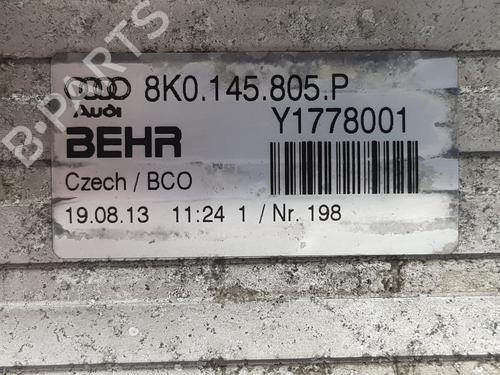 8K0.145.805.P
Audi
Y1778001
BEHR
Czech / BCO
19.08.13 11:24 1 / Nr. 198
B-PARTS